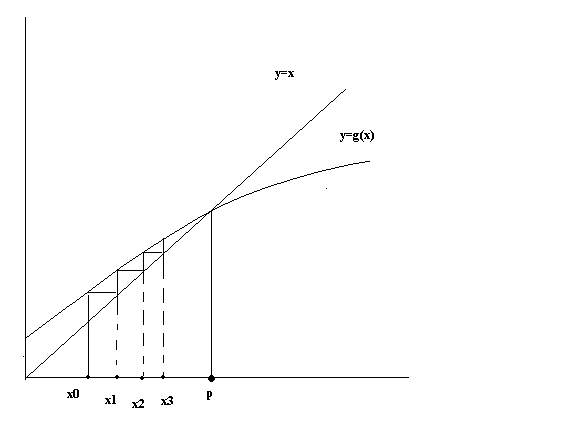 y=x
y=g(x)
x0 x1 x2 x3 p